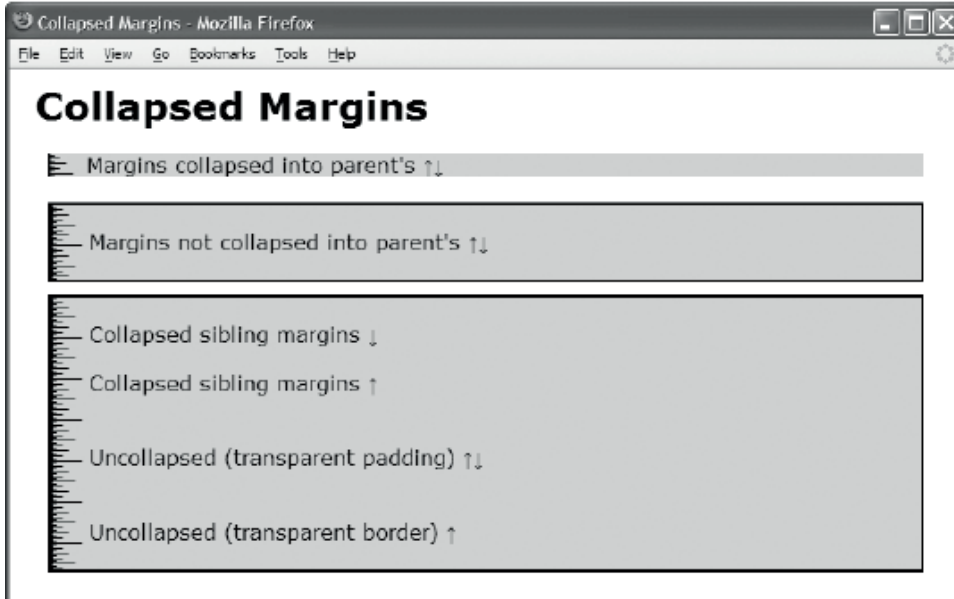 Collapsed Margins - Mozilla Firefox
File Edit View Go Bookmarks Tools Help
Collapsed Margins
Margins collapsed into parent's ↑↓
Margins not collapsed into parent's ↑↓
Collapsed sibling margins ↓
Collapsed sibling margins ↑
Uncollapsed (transparent padding) ↑↓
Uncollapsed (transparent border) ↑